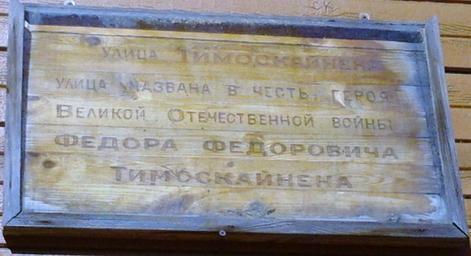 УЛИЦА ТИМОСКАЙНЕНА
УЛИЦА НАЗВАНА В ЧЕСТЬ ГЕРОЯ
ВЕЛИКОЙ ОТЕЧЕСТВЕННОЙ ВОЙНЫ
ФЕДОРА ФЕДОРОВИЧА
ТИМОСКАЙНЕНА